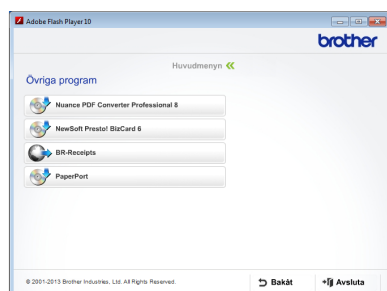 Adobe Flash Player 10
brother
Huvudmenyn
Övriga program
Nuance PDF Converter Professional 8
NewSoft Presto! BizCard 6
BR-Receipts
PaperPort
© 2001-2013 Brother Industries, Ltd. All Rights Reserved.
Bakåt
Avsluta